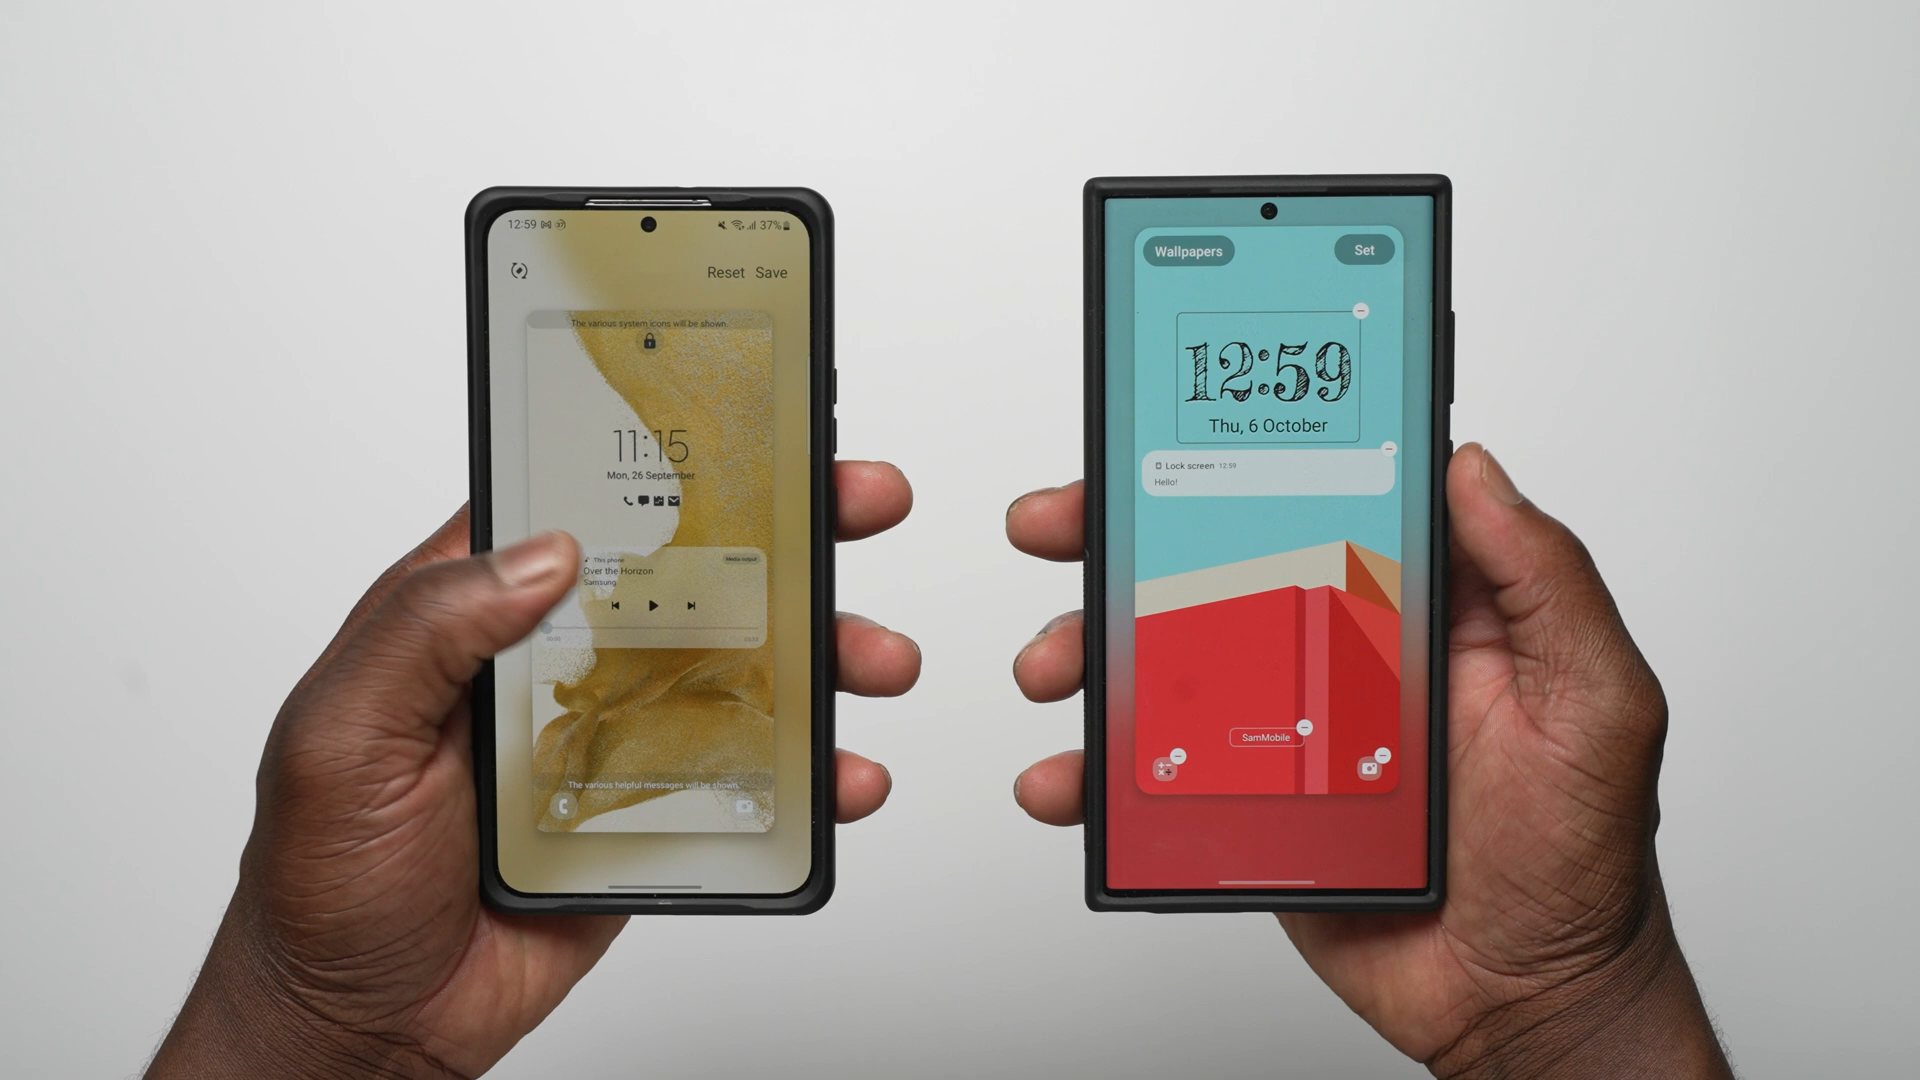 12:59 37%
Reset Save
The various system icons will be shown.
11:15
Mon, 26 September
This phone Media output
Over the Horizon
Samsung
00:00
The various helpful messages will be shown.
Wallpapers Set
12:59
Thu, 6 October
Lock screen 12:59
Hello!
SamMobile